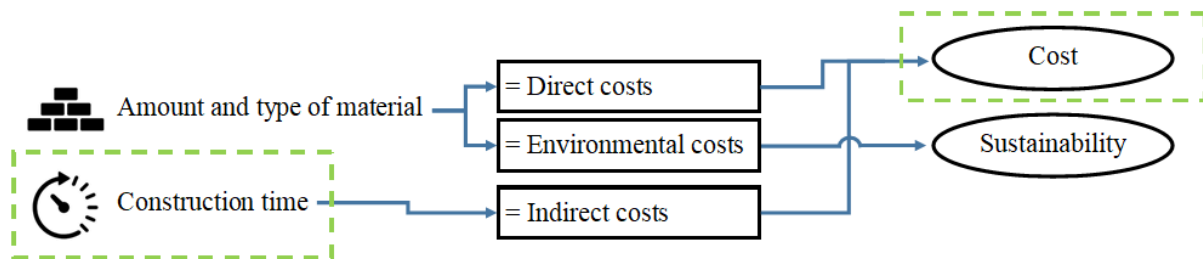 Amount and type of material
Construction time
= Direct costs
= Environmental costs
= Indirect costs
Cost
Sustainability